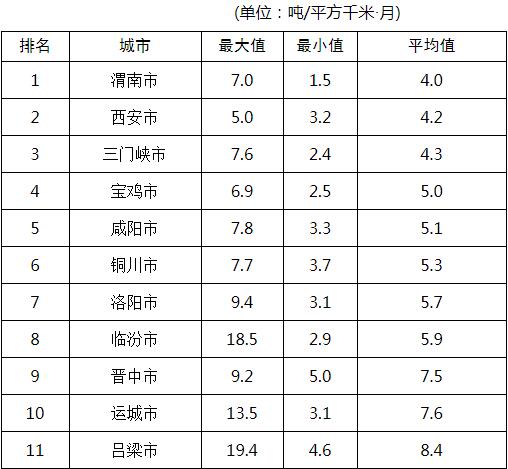 (单位：吨/平方千米·月)
排名 城市 最大值 最小值 平均值
1 渭南市 7.0 1.5 4.0
2 西安市 5.0 3.2 4.2
3 三门峡市 7.6 2.4 4.3
4 宝鸡市 6.9 2.5 5.0
5 咸阳市 7.8 3.3 5.1
6 铜川市 7.7 3.7 5.3
7 洛阳市 9.4 3.1 5.7
8 临汾市 18.5 2.9 5.9
9 晋中市 9.2 5.0 7.5
10 运城市 13.5 3.1 7.6
11 吕梁市 19.4 4.6 8.4